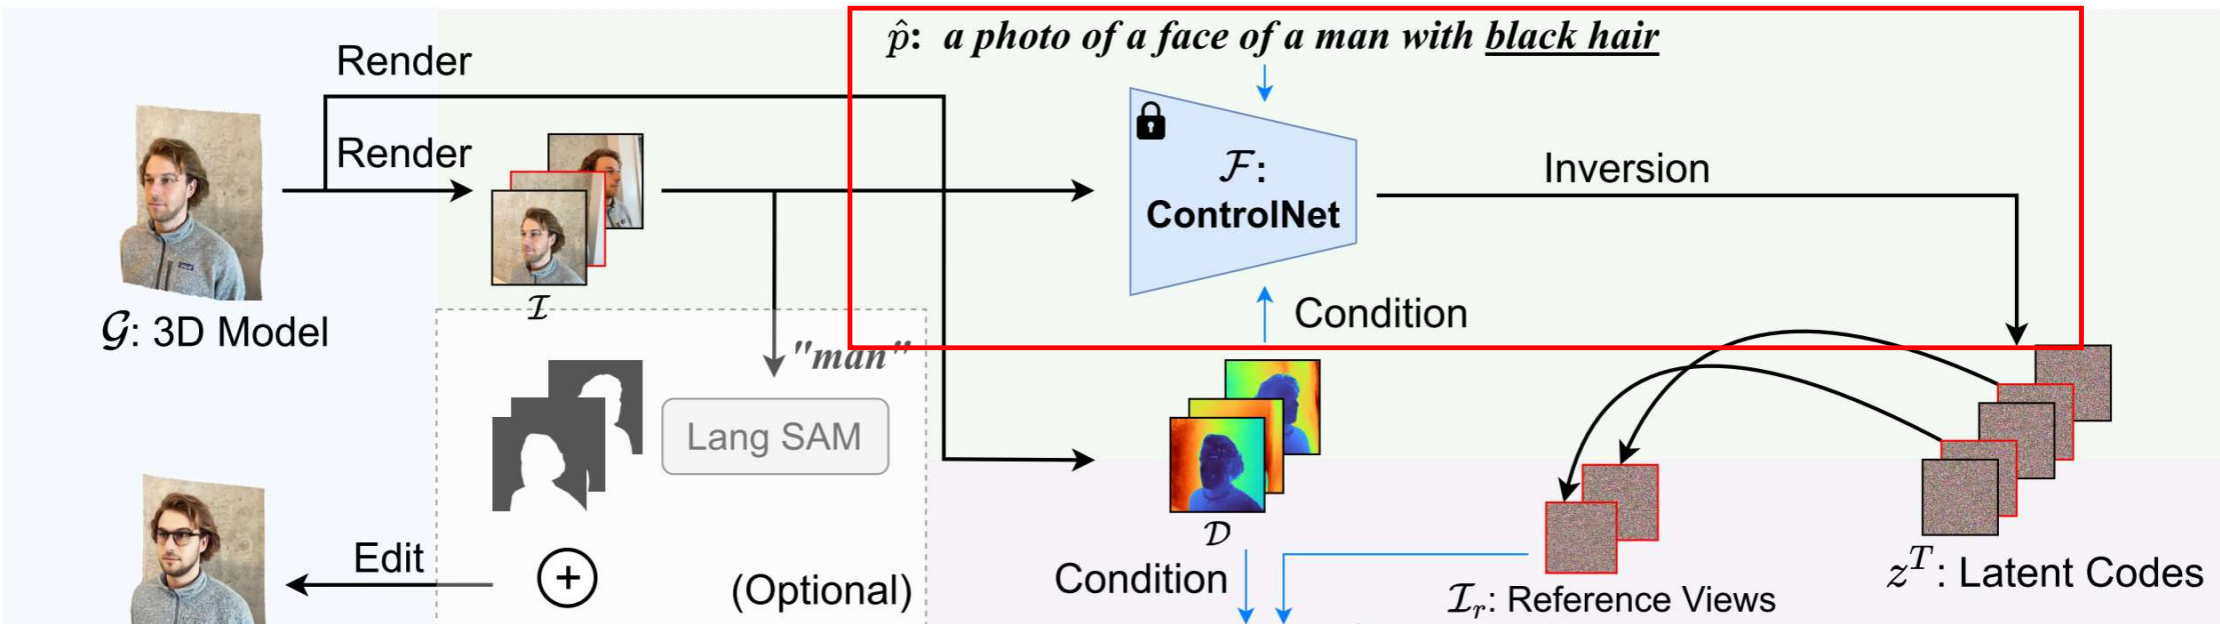 p̂: a photo of a face of a man with black hair
Render
Render
ℱ:
ControlNet
Inversion
ℐ
Condition
𝒢: 3D Model
"man"
Lang SAM
𝒟
Edit
(Optional)
Condition
ℐᵣ: Reference Views
zᵀ: Latent Codes